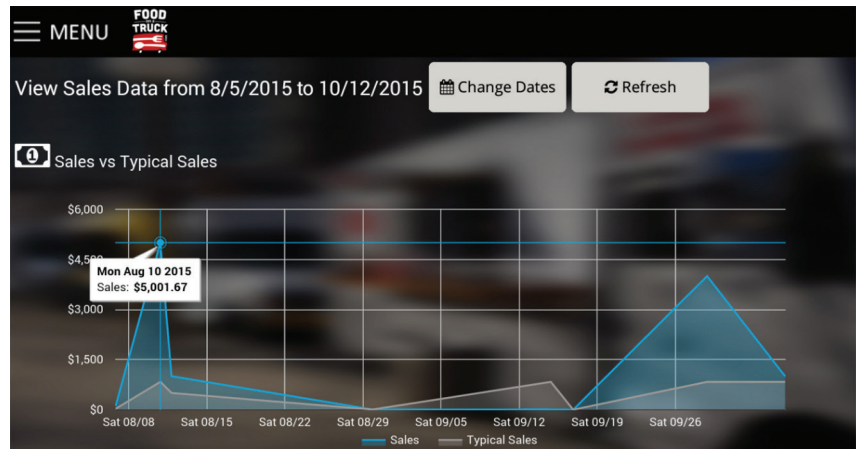 MENU
FOOD
TRUCK
View Sales Data from 8/5/2015 to 10/12/2015
Change Dates
Refresh
1
Sales vs Typical Sales
$6,000
$4,5
Mon Aug 10 2015
Sales: $5,001.67
$3,000
$1,500
$0
Sat 08/08 Sat 08/15 Sat 08/22 Sat 08/29 Sat 09/05 Sat 09/12 Sat 09/19 Sat 09/26
Sales Typical Sales